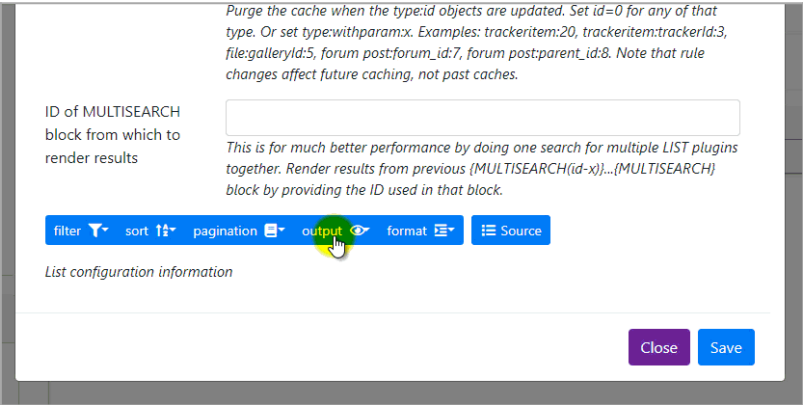 Purge the cache when the type:id objects are updated. Set id=0 for any of that
type. Or set type:withparam:x. Examples: trackeritem:20, trackeritem:trackerId:3,
file:galleryId:5, forum post:forum_id:7, forum post:parent_id:8. Note that rule
changes affect future caching, not past caches.
ID of MULTISEARCH
block from which to
render results
This is for much better performance by doing one search for multiple LIST plugins
together. Render results from previous {MULTISEARCH(id-x)}...{MULTISEARCH}
block by providing the ID used in that block.
filter sort pagination output format Source
List configuration information
Close Save